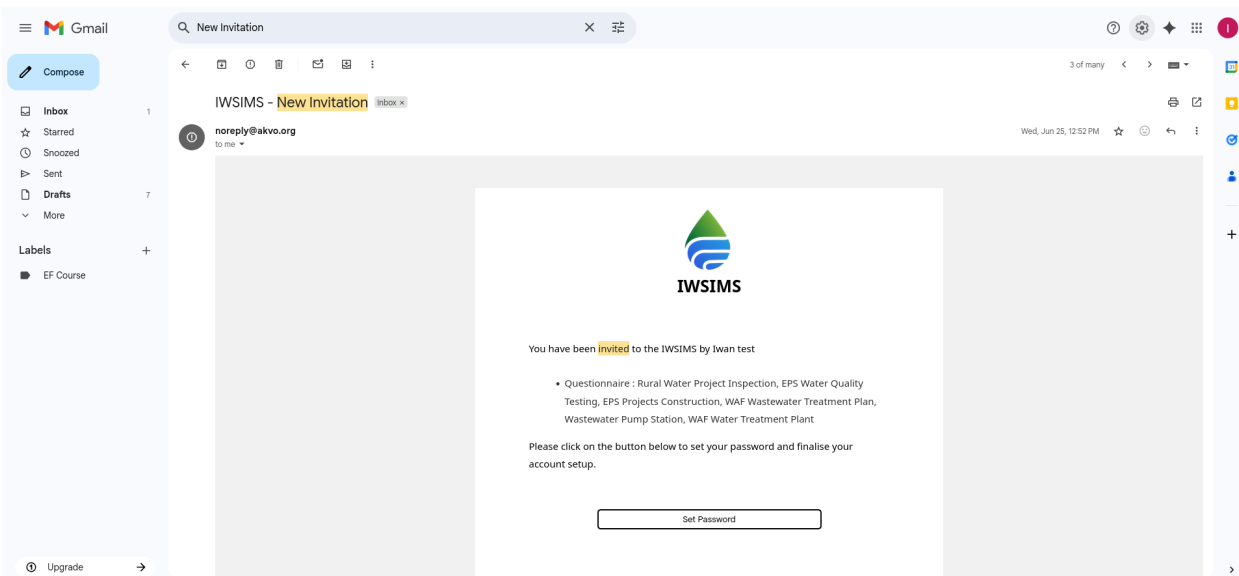 Gmail
New Invitation
I
Compose
3 of many
31
Inbox 1
Starred
Snoozed
Sent
Drafts 7
More
Labels
EF Course
IWSIMS - New Invitation Inbox ×
noreply@akvo.org
Wed, Jun 25, 12:52 PM
to me
IWSIMS
You have been invited to the IWSIMS by Iwan test
• Questionnaire : Rural Water Project Inspection, EPS Water Quality
Testing, EPS Projects Construction, WAF Wastewater Treatment Plan,
Wastewater Pump Station, WAF Water Treatment Plant
Please click on the button below to set your password and finalise your
account setup.
Set Password
Upgrade